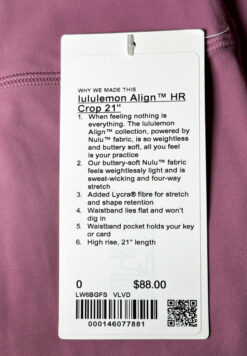 WHY WE MADE THIS
lululemon Align™ HR
Crop 21"
1. When feeling nothing is
everything. The lululemon
Align™ collection, powered by
Nulu™ fabric, is so weightless
and buttery soft, all you feel
is your practice
2. Our buttery-soft Nulu™ fabric
feels weightlessly light and is
sweat-wicking and four-way
stretch
3. Added Lycra® fibre for stretch
and shape retention
4. Waistband lies flat and won't
dig in
5. Waistband pocket holds your key
or card
6. High rise, 21" length
0 $88.00
LW6BGFS VLVD
000146077881